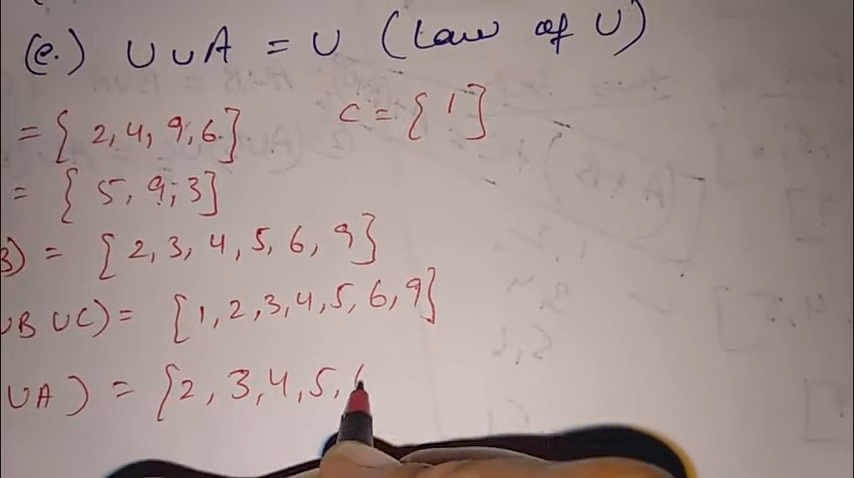 (e.) U ∪ A = U (Law of U)
= { 2, 4, 9, 6 } C = { 1 }
= { 5, 9, 3 }
B) = { 2, 3, 4, 5, 6, 9 }
∪ B ∪ C) = { 1, 2, 3, 4, 5, 6, 9 }
∪ A ) = { 2, 3, 4, 5,